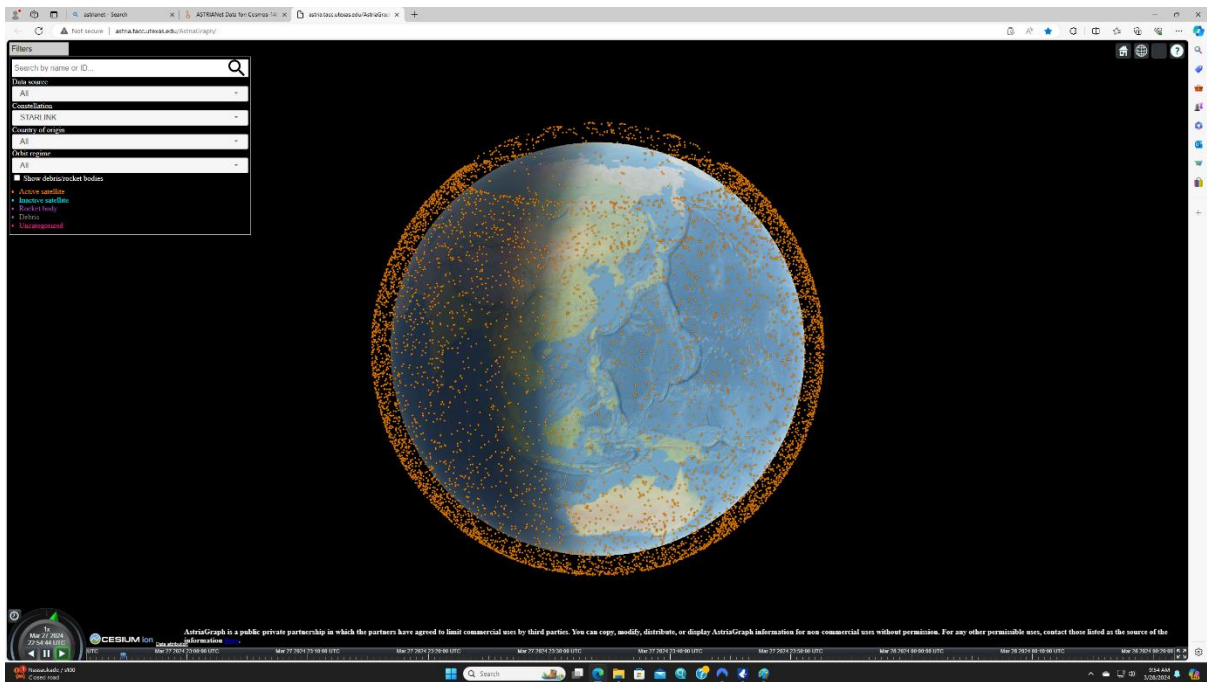 astrianet - Search
ASTRIANet Data for: Cosmos-14
astria.tacc.utexas.edu/AstriaGrap
Not secure | astria.tacc.utexas.edu/AstriaGraph/
Filters
Search by name or ID...
Data source
All
Constellation
STARLINK
Country of origin
All
Orbit regime
All
Show debris/rocket bodies
Active satellite
Inactive satellite
Rocket body
Debris
Uncategorized
1x
Mar 27 2024
22:54:44 UTC
CESIUM ion
Data attribution
AstriaGraph is a public private partnership in which the partners have agreed to limit commercial uses by third parties. You can copy, modify, distribute, or display AstriaGraph information for non commercial uses without permission. For any other permissible uses, contact those listed as the source of the
information
UTC Mar 27 2024 23:00:00 UTC Mar 27 2024 23:10:00 UTC Mar 27 2024 23:20:00 UTC Mar 27 2024 23:30:00 UTC Mar 27 2024 23:40:00 UTC Mar 27 2024 23:50:00 UTC Mar 28 2024 00:00:00 UTC Mar 28 2024 00:10:00 UTC Mar 28 2024 00:20:00
Closed road
Search
9:54 AM
3/28/2024